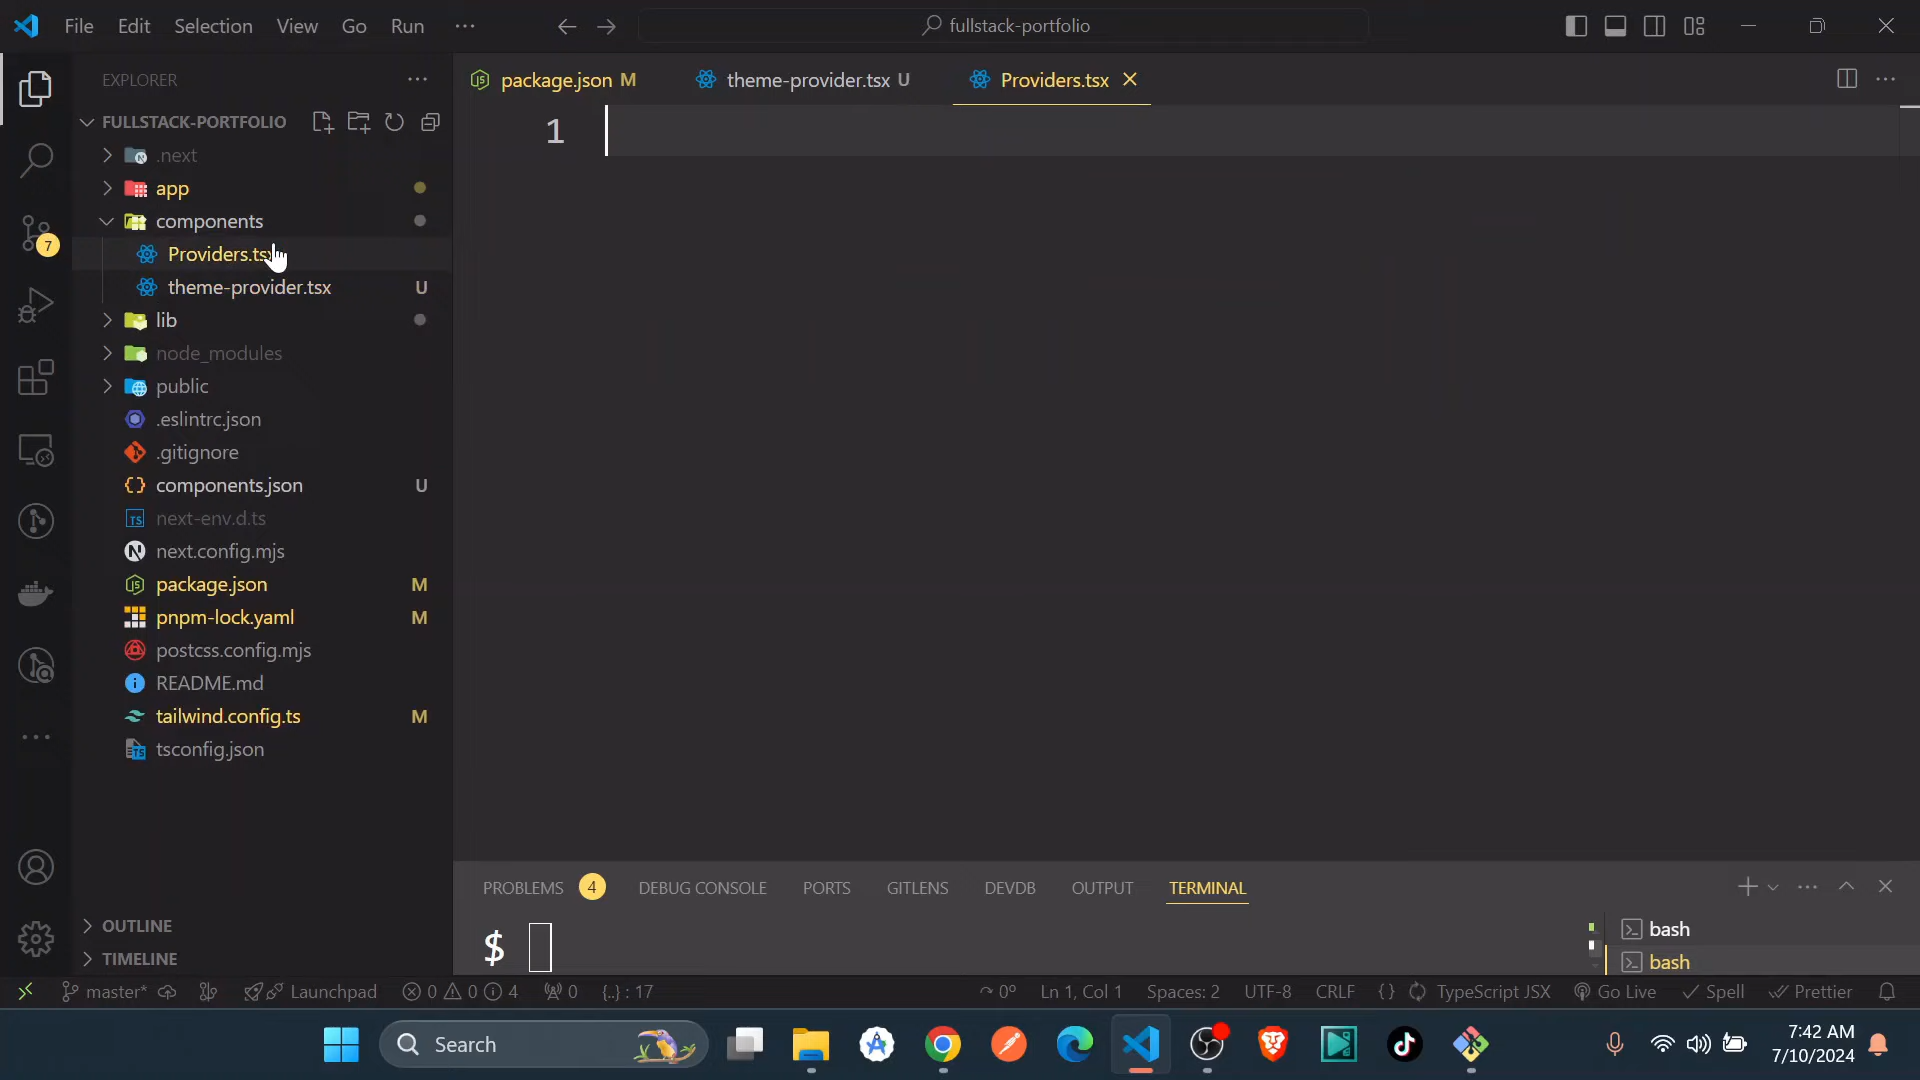 File Edit Selection View Go Run
fullstack-portfolio
EXPLORER
FULLSTACK-PORTFOLIO
.next
app
components
Providers.tsx
theme-provider.tsx U
lib
node_modules
public
.eslintrc.json
.gitignore
components.json U
next-env.d.ts
next.config.mjs
package.json M
pnpm-lock.yaml M
postcss.config.mjs
README.md
tailwind.config.ts M
tsconfig.json
OUTLINE
TIMELINE
7
package.json M theme-provider.tsx U Providers.tsx
1
PROBLEMS 4 DEBUG CONSOLE PORTS GITLENS DEVDB OUTPUT TERMINAL
$
bash
bash
master* Launchpad 0 0 4 0 {..} : 17 0° Ln 1, Col 1 Spaces: 2 UTF-8 CRLF {} TypeScript JSX Go Live Spell Prettier
Search
7:42 AM
7/10/2024